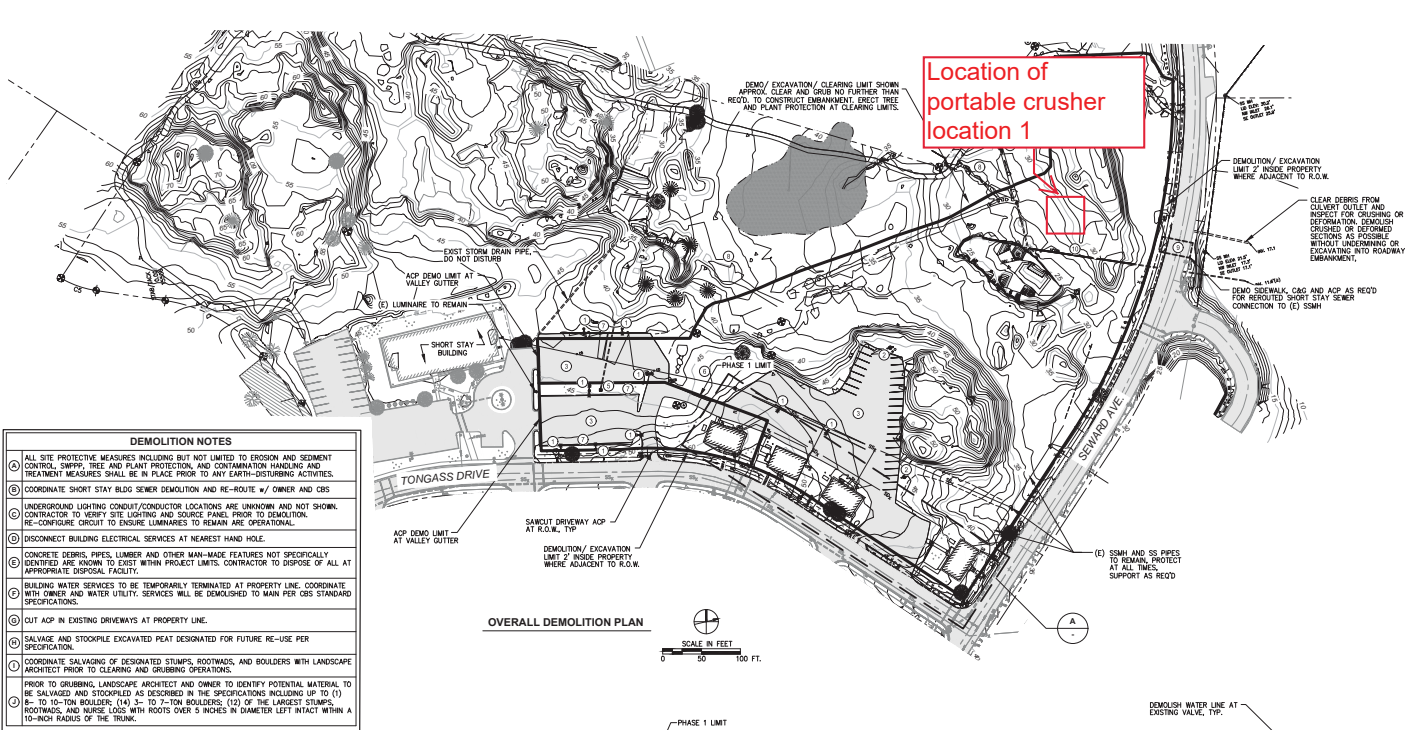 Location of
portable crusher
location 1
DEMO/ EXCAVATION/ CLEARING LIMIT SHOWN
APPROX. CLEAR AND GRUB NO FURTHER THAN
REQ'D. TO CONSTRUCT EMBANKMENT. ERECT TREE
AND PLANT PROTECTION AT CLEARING LIMITS.
DEMOLITION/ EXCAVATION
LIMIT 2' INSIDE PROPERTY
WHERE ADJACENT TO R.O.W.
CLEAR DEBRIS FROM
CULVERT OUTLET AND
INSPECT FOR CRUSHING OR
DEFORMATION. DEMOLISH
CRUSHED OR DEFORMED
SECTIONS AS POSSIBLE
WITHOUT UNDERMINING OR
EXCAVATING INTO ROADWAY
EMBANKMENT,
DEMO SIDEWALK, C&G AND ACP AS REQ'D
FOR REROUTED SHORT STAY SEWER
CONNECTION TO (E) SSMH
EXIST STORM DRAIN PIPE,
DO NOT DISTURB
ACP DEMO LIMIT AT
VALLEY GUTTER
(E) LUMINAIRE TO REMAIN
SHORT STAY
BUILDING
PHASE 1 LIMIT
TONGASS DRIVE
SEWARD AVE.
ACP DEMO LIMIT
AT VALLEY GUTTER
SAWCUT DRIVEWAY ACP
AT R.O.W., TYP
DEMOLITION/ EXCAVATION
LIMIT 2' INSIDE PROPERTY
WHERE ADJACENT TO R.O.W.
(E) SSMH AND SS PIPES
TO REMAIN, PROTECT
AT ALL TIMES,
SUPPORT AS REQ'D
A
-
OVERALL DEMOLITION PLAN
SCALE IN FEET
0 50 100 FT.
DEMOLITION NOTES
A ALL SITE PROTECTIVE MEASURES INCLUDING BUT NOT LIMITED TO EROSION AND SEDIMENT
CONTROL, SWPPP, TREE AND PLANT PROTECTION, AND CONTAMINATION HANDLING AND
TREATMENT MEASURES SHALL BE IN PLACE PRIOR TO ANY EARTH-DISTURBING ACTIVITIES.
B COORDINATE SHORT STAY BLDG SEWER DEMOLITION AND RE-ROUTE w/ OWNER AND CBS
C UNDERGROUND LIGHTING CONDUIT/CONDUCTOR LOCATIONS ARE UNKNOWN AND NOT SHOWN.
CONTRACTOR TO VERIFY SITE LIGHTING AND SOURCE PANEL PRIOR TO DEMOLITION.
RE-CONFIGURE CIRCUIT TO ENSURE LUMINARIES TO REMAIN ARE OPERATIONAL.
D DISCONNECT BUILDING ELECTRICAL SERVICES AT NEAREST HAND HOLE.
E CONCRETE DEBRIS, PIPES, LUMBER AND OTHER MAN-MADE FEATURES NOT SPECIFICALLY
IDENTIFIED ARE KNOWN TO EXIST WITHIN PROJECT LIMITS. CONTRACTOR TO DISPOSE OF ALL AT
APPROPRIATE DISPOSAL FACILITY.
F BUILDING WATER SERVICES TO BE TEMPORARILY TERMINATED AT PROPERTY LINE. COORDINATE
WITH OWNER AND WATER UTILITY. SERVICES WILL BE DEMOLISHED TO MAIN PER CBS STANDARD
SPECIFICATIONS.
G CUT ACP IN EXISTING DRIVEWAYS AT PROPERTY LINE.
H SALVAGE AND STOCKPILE EXCAVATED PEAT DESIGNATED FOR FUTURE RE-USE PER
SPECIFICATION.
I COORDINATE SALVAGING OF DESIGNATED STUMPS, ROOTWADS, AND BOULDERS WITH LANDSCAPE
ARCHITECT PRIOR TO CLEARING AND GRUBBING OPERATIONS.
J PRIOR TO GRUBBING, LANDSCAPE ARCHITECT AND OWNER TO IDENTIFY POTENTIAL MATERIAL TO
BE SALVAGED AND STOCKPILED AS DESCRIBED IN THE SPECIFICATIONS INCLUDING UP TO (1)
8- TO 10-TON BOULDER; (14) 3- TO 7-TON BOULDERS; (12) OF THE LARGEST STUMPS,
ROOTWADS, AND NURSE LOGS WITH ROOTS OVER 5 INCHES IN DIAMETER LEFT INTACT WITHIN A
10-INCH RADIUS OF THE TRUNK.
PHASE 1 LIMIT
DEMOLISH WATER LINE AT
EXISTING VALVE, TYP.